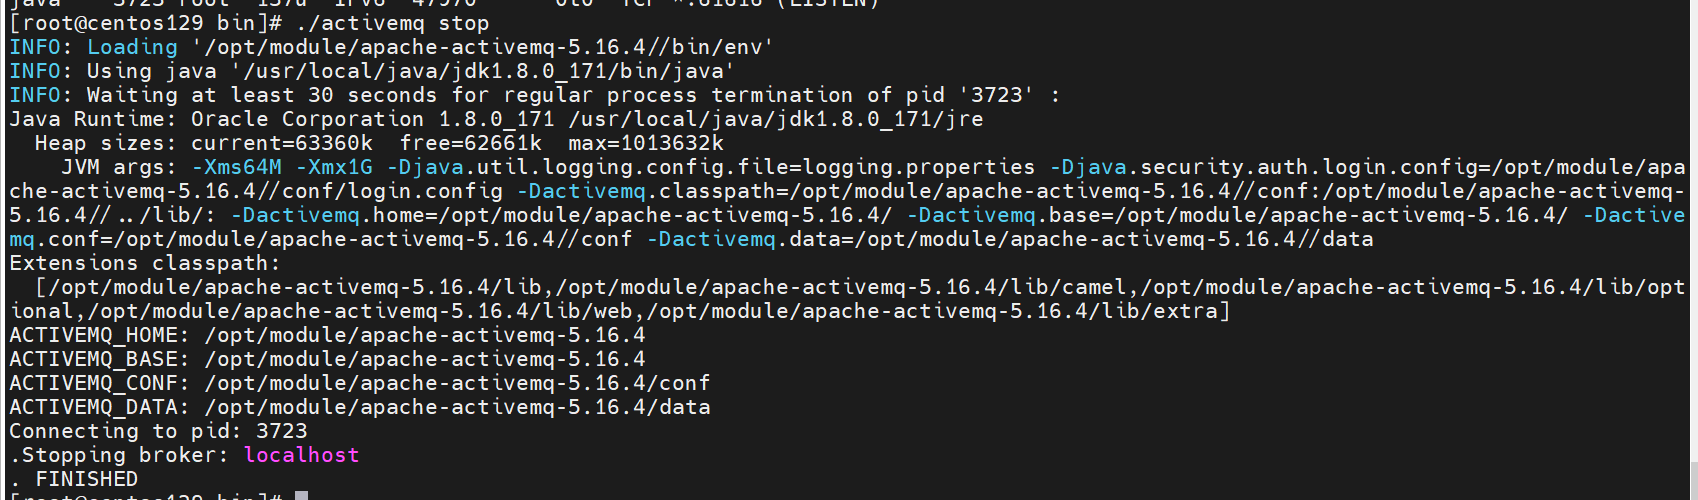 java    3723 root  137u  IPv6  47970      0t0  TCP *:61616 (LISTEN)
[root@centos129 bin]# ./activemq stop
INFO: Loading '/opt/module/apache-activemq-5.16.4//bin/env'
INFO: Using java '/usr/local/java/jdk1.8.0_171/bin/java'
INFO: Waiting at least 30 seconds for regular process termination of pid '3723' :
Java Runtime: Oracle Corporation 1.8.0_171 /usr/local/java/jdk1.8.0_171/jre
  Heap sizes: current=63360k  free=62661k  max=1013632k
    JVM args: -Xms64M -Xmx1G -Djava.util.logging.config.file=logging.properties -Djava.security.auth.login.config=/opt/module/apa
che-activemq-5.16.4//conf/login.config -Dactivemq.classpath=/opt/module/apache-activemq-5.16.4//conf:/opt/module/apache-activemq-
5.16.4//../lib/: -Dactivemq.home=/opt/module/apache-activemq-5.16.4/ -Dactivemq.base=/opt/module/apache-activemq-5.16.4/ -Dactive
mq.conf=/opt/module/apache-activemq-5.16.4//conf -Dactivemq.data=/opt/module/apache-activemq-5.16.4//data
Extensions classpath:
  [/opt/module/apache-activemq-5.16.4/lib,/opt/module/apache-activemq-5.16.4/lib/camel,/opt/module/apache-activemq-5.16.4/lib/opt
ional,/opt/module/apache-activemq-5.16.4/lib/web,/opt/module/apache-activemq-5.16.4/lib/extra]
ACTIVEMQ_HOME: /opt/module/apache-activemq-5.16.4
ACTIVEMQ_BASE: /opt/module/apache-activemq-5.16.4
ACTIVEMQ_CONF: /opt/module/apache-activemq-5.16.4/conf
ACTIVEMQ_DATA: /opt/module/apache-activemq-5.16.4/data
Connecting to pid: 3723
.Stopping broker: localhost
. FINISHED
[root@centos129 bin]#